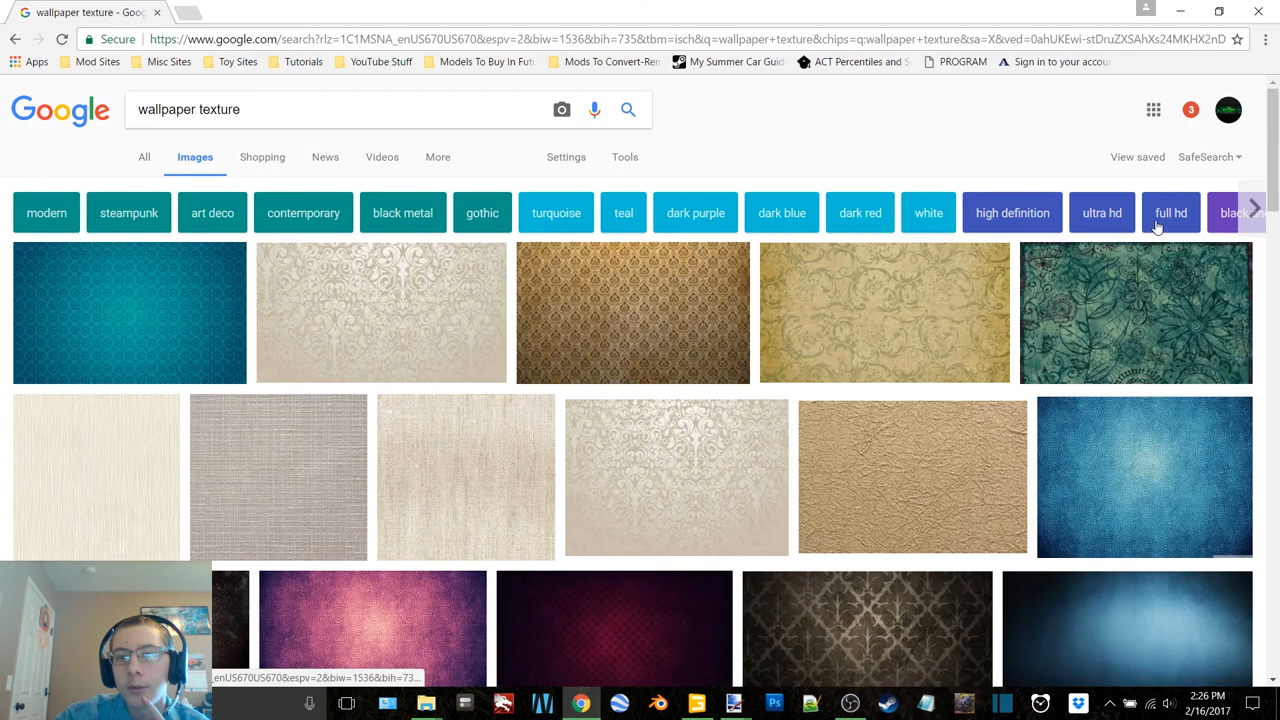 wallpaper texture - Goog
Secure
https://www.google.com/search?rlz=1C1MSNA_enUS670US670&espv=2&biw=1536&bih=735&tbm=isch&q=wallpaper+texture&chips=q:wallpaper+texture&sa=X&ved=0ahUKEwi-stDruZXSAhXs24MKHX2nD
Apps Mod Sites Misc Sites Toy Sites Tutorials YouTube Stuff Models To Buy In Futu Mods To Convert-Rem My Summer Car Guide ACT Percentiles and S PROGRAM Sign in to your accou
Google
wallpaper texture
3
All Images Shopping News Videos More Settings Tools View saved SafeSearch
modern steampunk art deco contemporary black metal gothic turquoise teal dark purple dark blue dark red white high definition ultra hd full hd black
_enUS670US670&espv=2&biw=1536&bih=73...
2:26 PM
2/16/2017